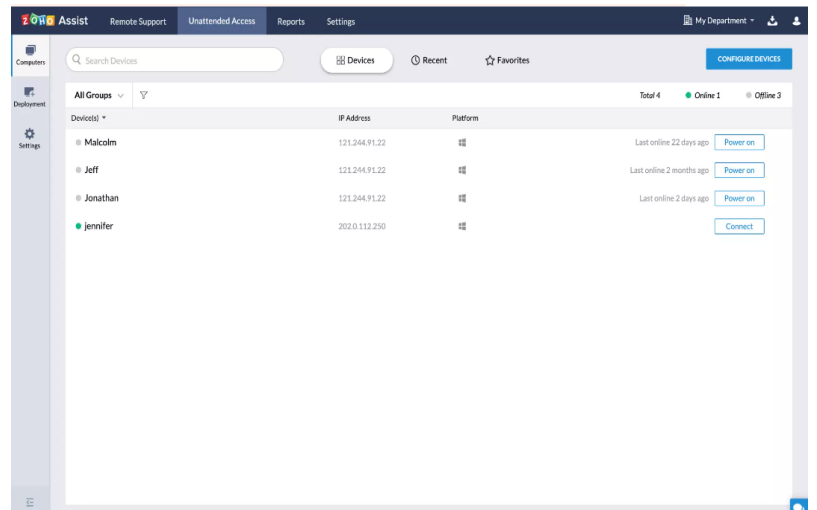 ZOHO Assist Remote Support Unattended Access Reports Settings My Department
Computers
Deployment
Settings
Search Devices Devices Recent Favorites CONFIGURE DEVICES
All Groups Total 4 Online 1 Offline 3
Device(s) IP Address Platform
Malcolm 121.244.91.22 Last online 22 days ago Power on
Jeff 121.244.91.22 Last online 2 months ago Power on
Jonathan 121.244.91.22 Last online 2 days ago Power on
jennifer 202.0.112.250 Connect